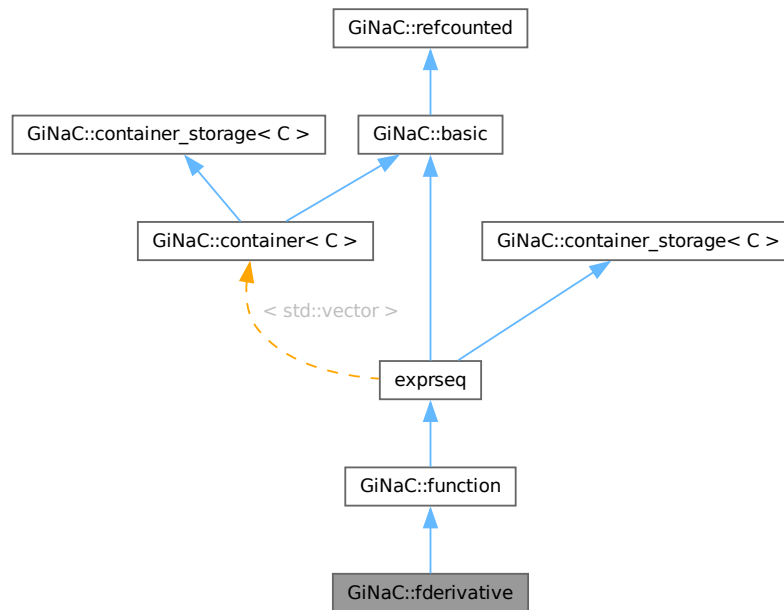 GiNaC::refcounted
GiNaC::container_storage< C >
GiNaC::basic
GiNaC::container< C >
GiNaC::container_storage< C >
< std::vector >
exprseq
GiNaC::function
GiNaC::fderivative